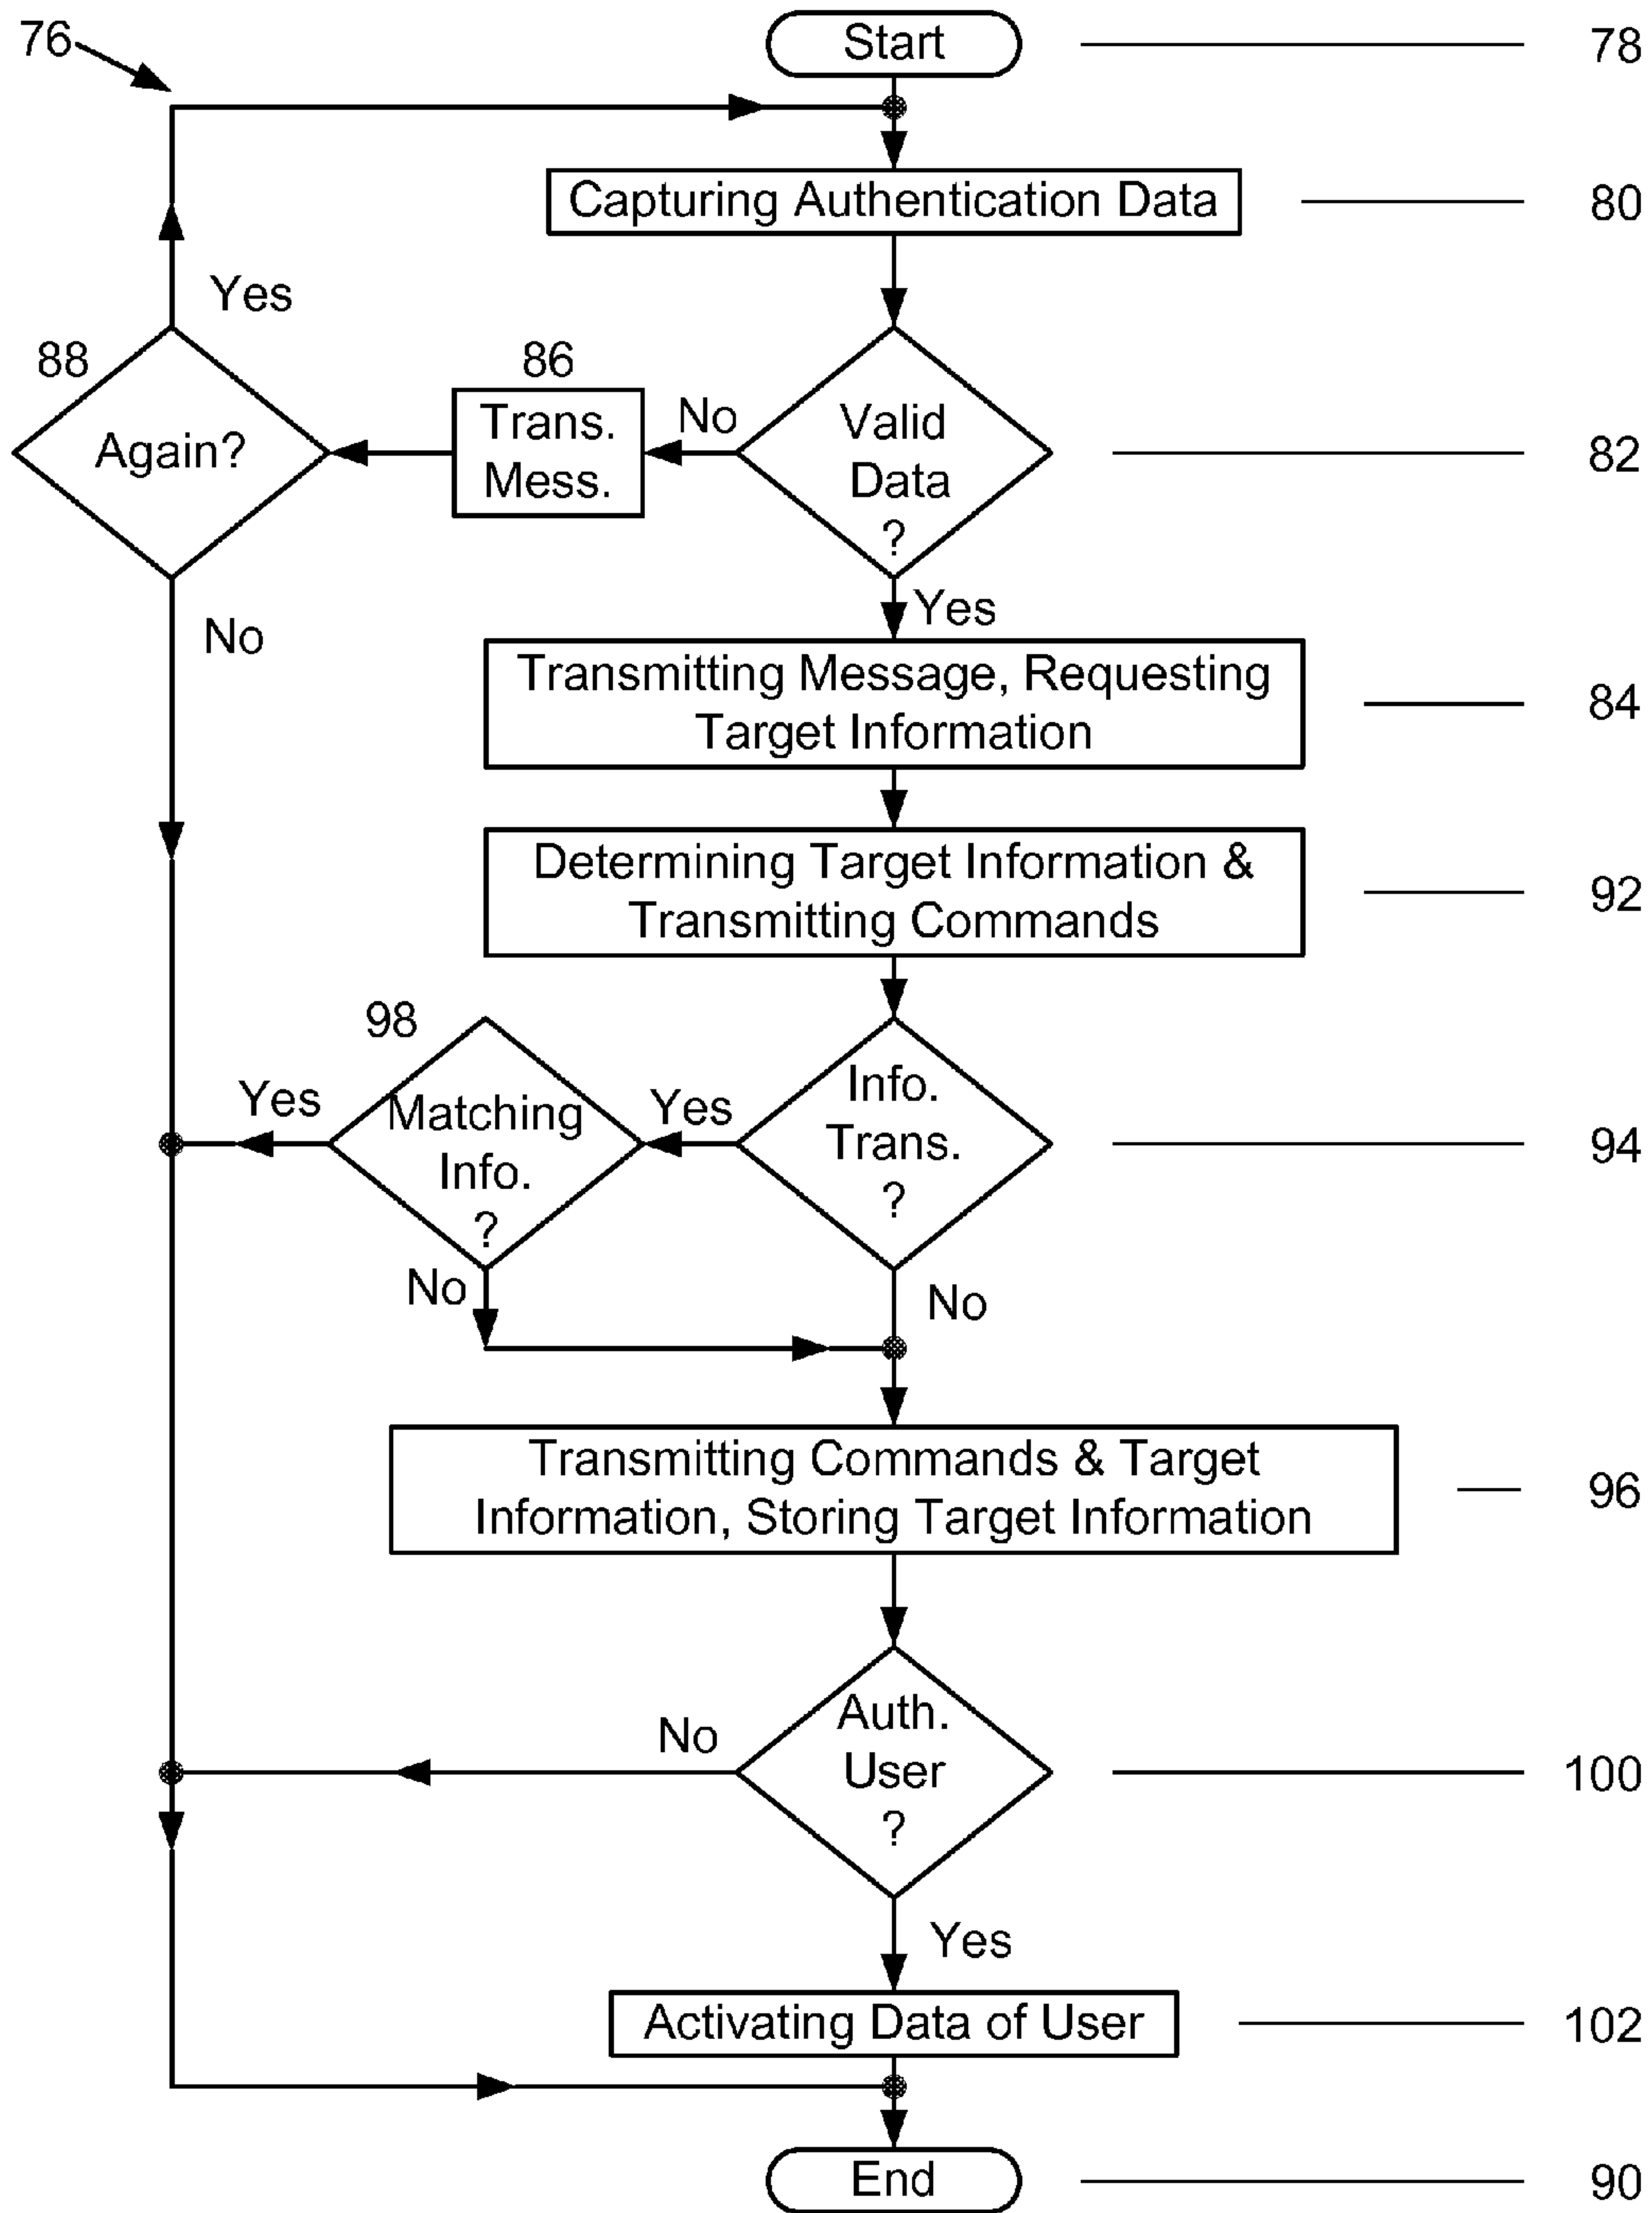 76
Start
78
Capturing Authentication Data
80
Yes
88
Again?
86
Trans.
Mess.
No
Valid
Data
?
82
No
Yes
Transmitting Message, Requesting
Target Information
84
Determining Target Information &
Transmitting Commands
92
98
Yes
Matching
Info.
?
Yes
Info.
Trans.
?
94
No
No
Transmitting Commands & Target
Information, Storing Target Information
96
No
Auth.
User
?
100
Yes
Activating Data of User
102
End
90